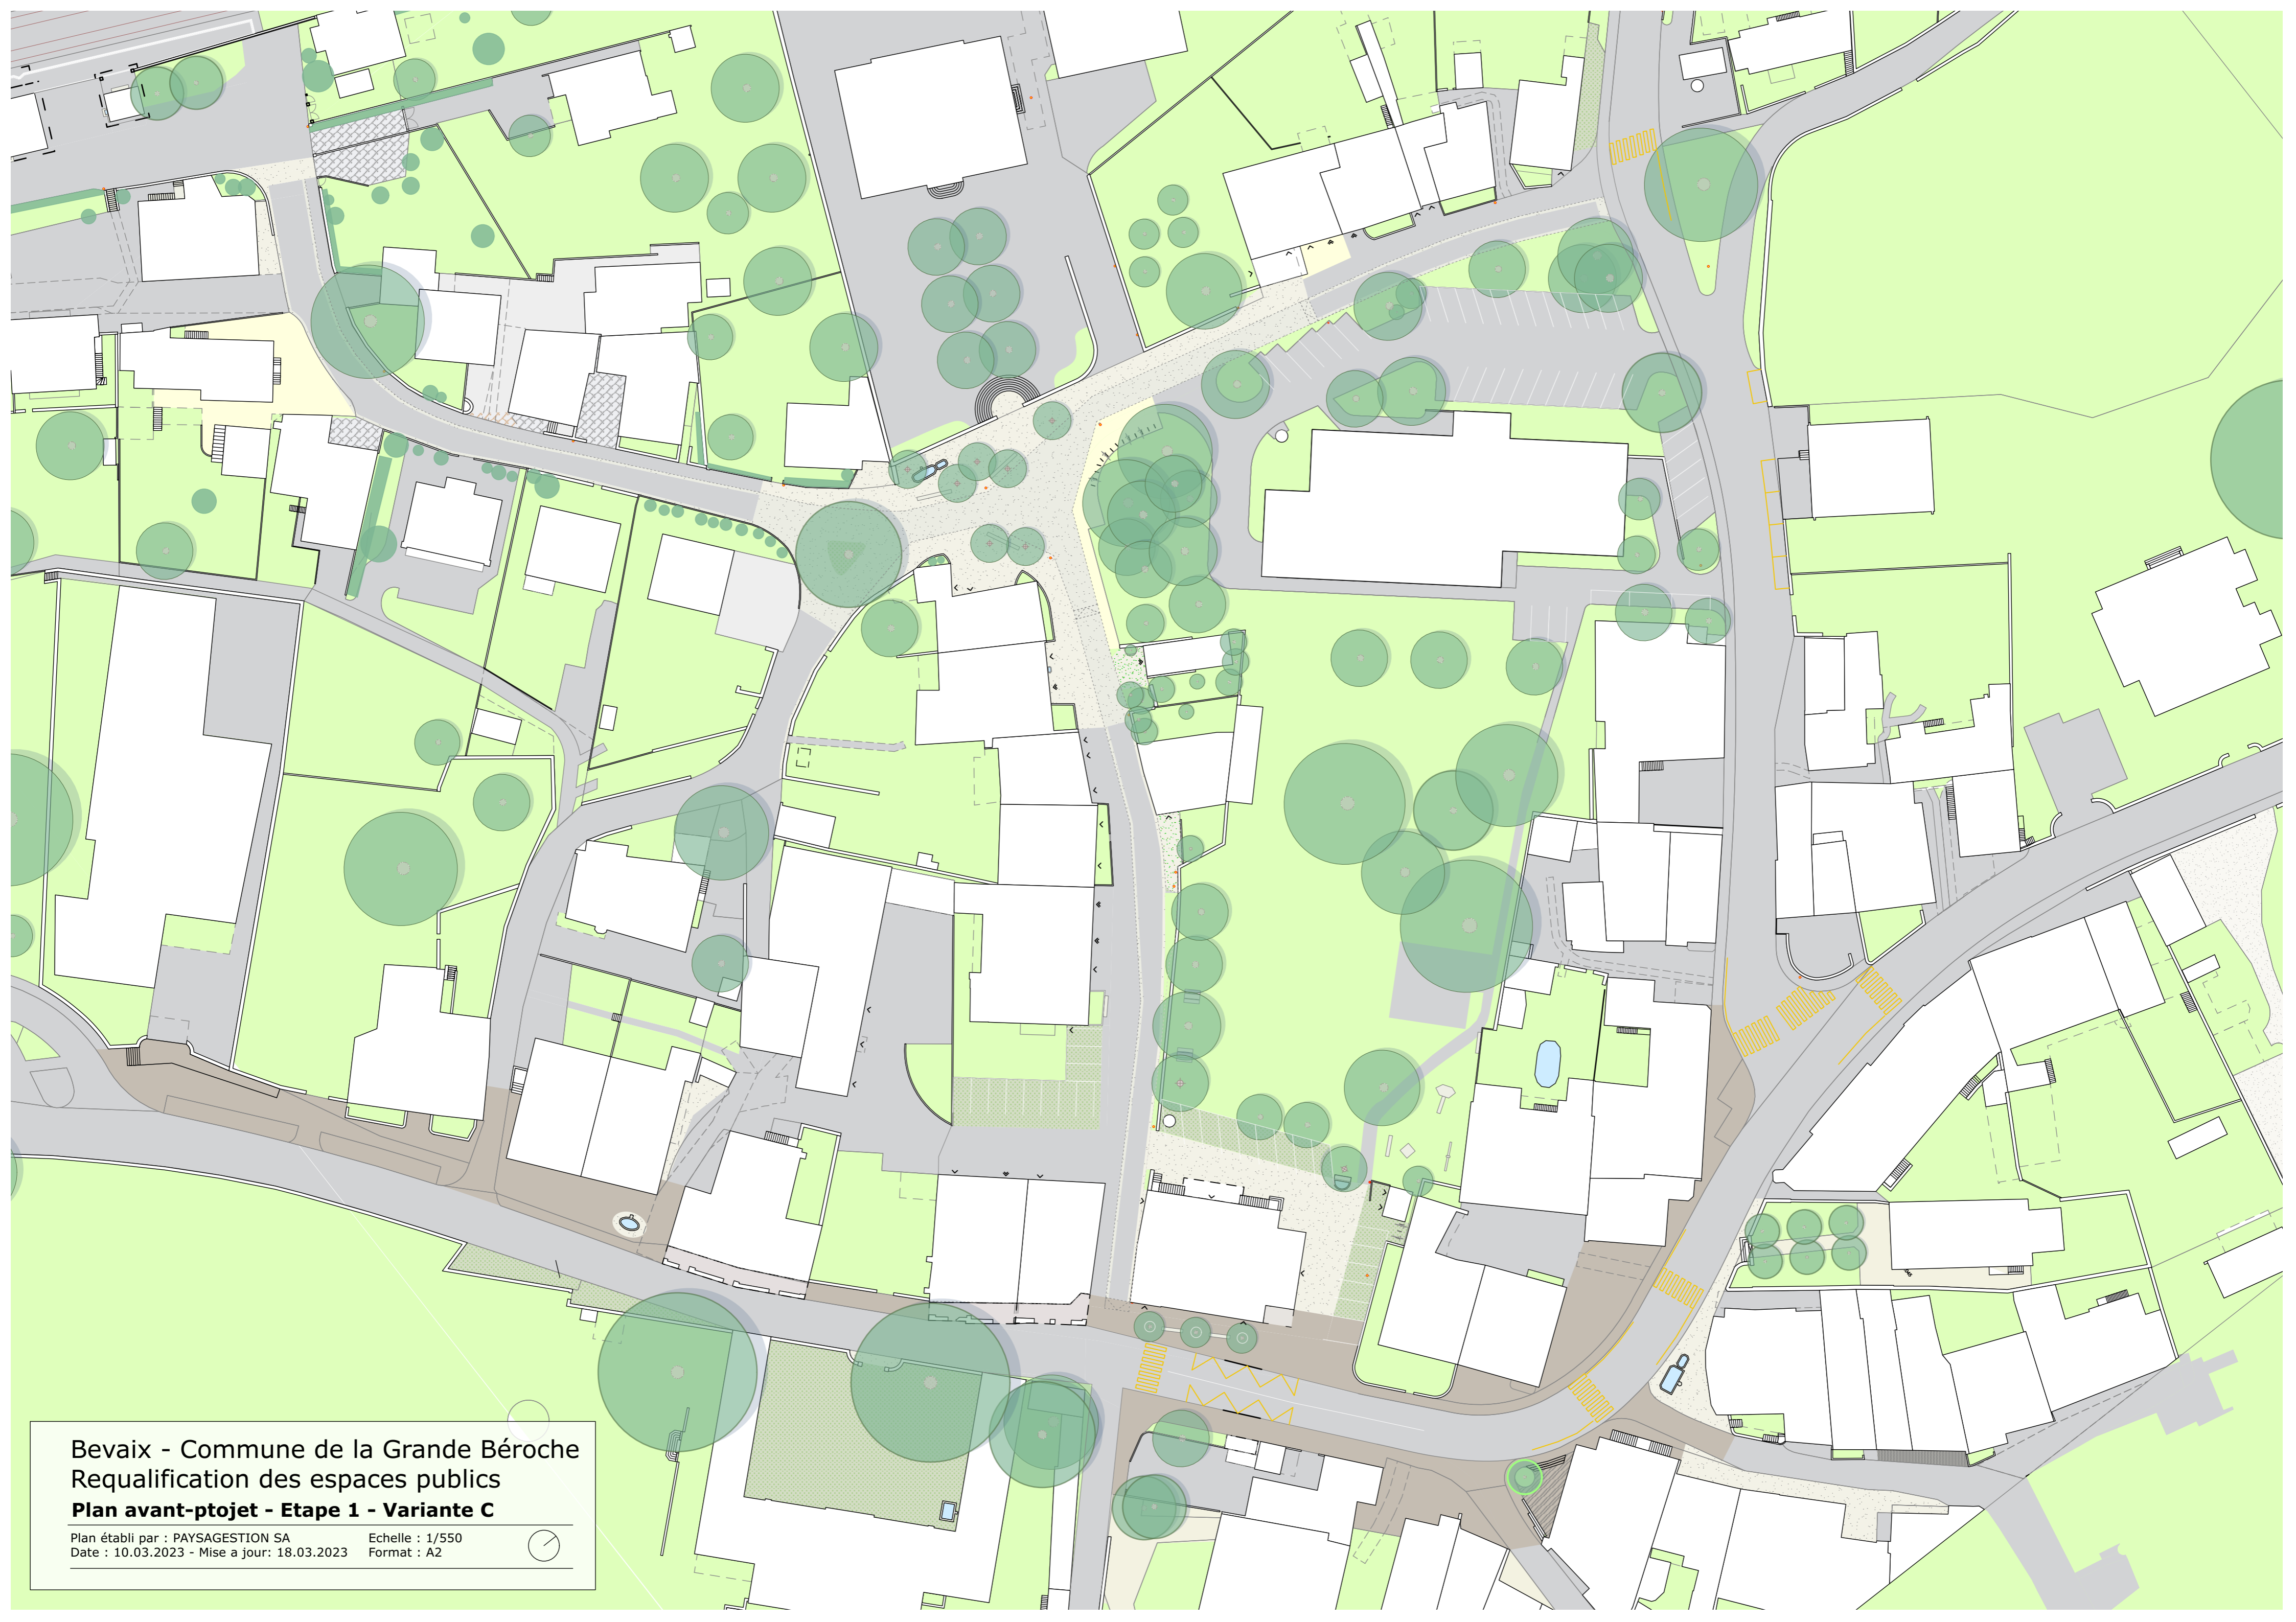 Bevaix - Commune de la Grande Béroche
Requalification des espaces publics
Plan avant-ptojet - Etape 1 - Variante C
Plan établi par : PAYSAGESTION SA Echelle : 1/550
Date : 10.03.2023 - Mise a jour: 18.03.2023 Format : A2